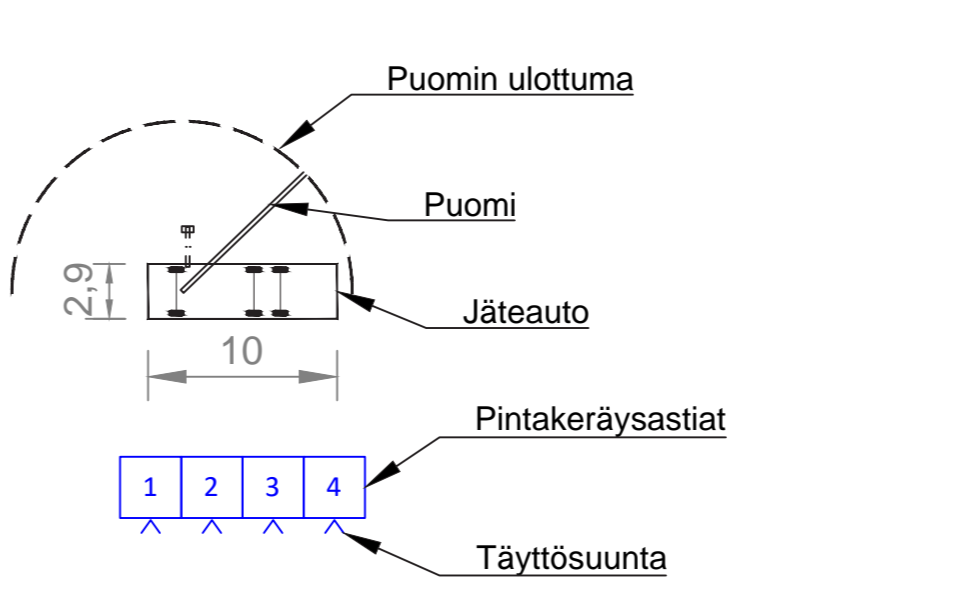 Puomin ulottuma
Puomi
2,9
Jäteauto
10
Pintakeräysastiat
1 2 3 4
Täyttösuunta